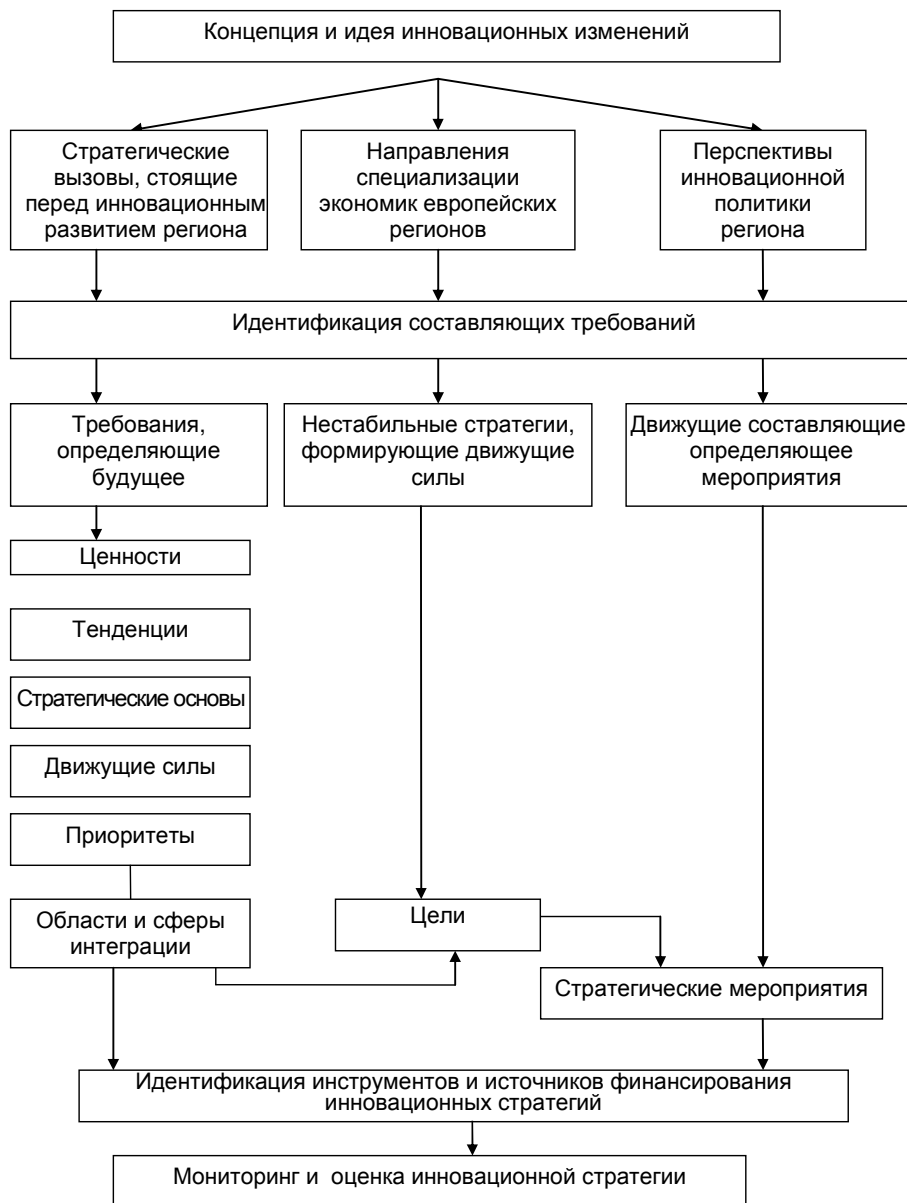 Концепция и идея инновационных изменений
Стратегические
вызовы, стоящие
перед инновационным
развитием региона
Направления
специализации
экономик европейских
регионов
Перспективы
инновационной
политики
региона
Идентификация составляющих требований
Требования,
определяющие
будущее
Нестабильные стратегии,
формирующие движущие
силы
Движущие составляющие
определяющее
мероприятия
Ценности
Тенденции
Стратегические основы
Движущие силы
Приоритеты
Области и сферы
интеграции
Цели
Стратегические мероприятия
Идентификация инструментов и источников финансирования
инновационных стратегий
Мониторинг и оценка инновационной стратегии